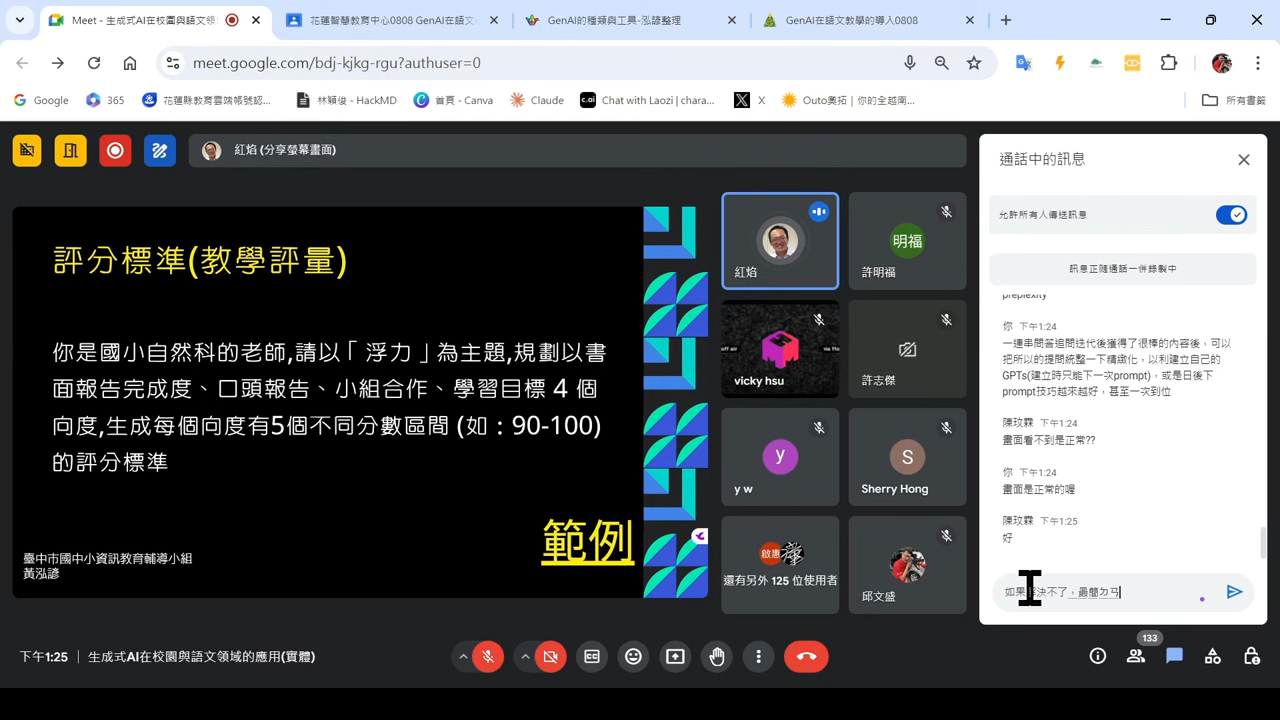 Meet - 生成式AI在校園與語文領
花蓮智慧教育中心0808 GenAI在語文
GenAI的種類與工具-泓諺整理
GenAI在語文教學的導入0808
meet.google.com/bdj-kjkg-rgu?authuser=0
Google
365
花蓮縣教育雲端帳號認...
林穎俊 - HackMD
首頁 - Canva
Claude
c.ai
Chat with Laozi | chara...
X
Outo奧拓｜你的全越南...
所有書籤
紅焰 (分享螢幕畫面)
評分標準(教學評量)
你是國小自然科的老師,請以「浮力」為主題,規劃以書
面報告完成度、口頭報告、小組合作、學習目標 4 個
向度,生成每個向度有5個不同分數區間 (如：90-100)
的評分標準
範例
臺中市國中小資訊教育輔導小組
黃泓諺
紅焰
明福
許明福
vicky hsu
許志傑
y
y w
S
Sherry Hong
啟惠
還有另外 125 位使用者
邱文盛
通話中的訊息
允許所有人傳送訊息
訊息正隨通話一併錄製中
preplexity
你 下午1:24
一連串問答追問迭代後獲得了很棒的內容後，可以
把所以的提問統整一下精緻化，以利建立自己的
GPTs(建立時只能下一次prompt)，或是日後下
prompt技巧越來越好，甚至一次到位
陳玟霖 下午1:24
畫面看不到是正常??
你 下午1:24
畫面是正常的喔
陳玟霖 下午1:25
好
如果解決不了，最簡ㄉㄢ
133
下午1:25
生成式AI在校園與語文領域的應用(實體)